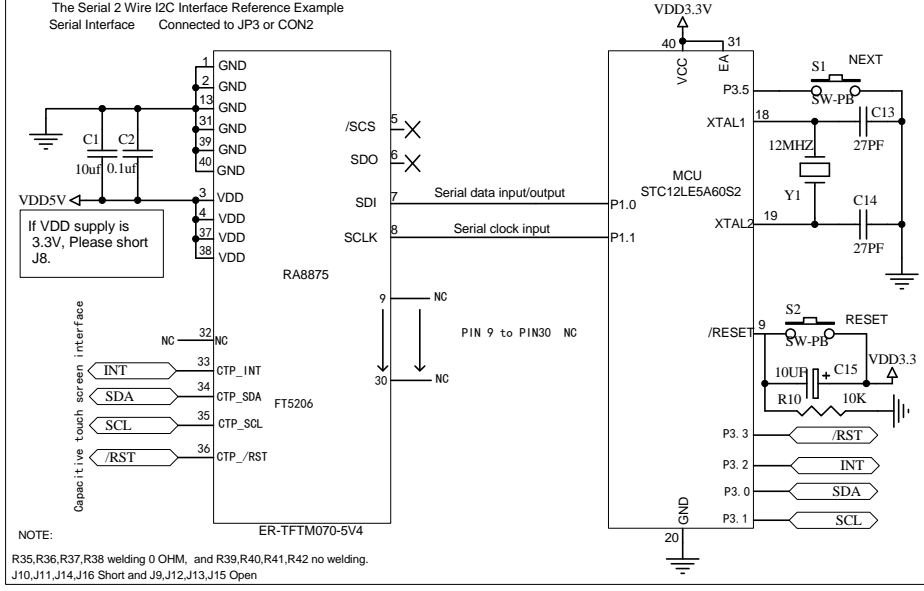 The Serial 2 Wire I2C Interface Reference Example
Serial Interface Connected to JP3 or CON2
VDD3.3V
40
31
VCC
EA
S1
NEXT
P3.5
SW-PB
XTAL1
18
C13
27PF
12MHZ
Y1
C14
XTAL2
19
27PF
1
GND
2
GND
13
GND
31
GND
39
GND
40
GND
C1
C2
10uf
0.1uf
VDD5V
3
VDD
4
VDD
37
VDD
38
VDD
If VDD supply is
3.3V, Please short
J8.
/SCS
5
SDO
6
SDI
7
Serial data input/output
P1.0
SCLK
8
Serial clock input
P1.1
MCU
STC12LE5A60S2
RA8875
9
NC
PIN 9 to PIN30 NC
30
NC
Capacitive touch screen interface
NC
32
NC
INT
33
CTP_INT
SDA
34
CTP_SDA
FT5206
SCL
35
CTP_SCL
/RST
36
CTP_/RST
ER-TFTM070-5V4
/RESET
9
S2
RESET
SW-PB
VDD3.3
10UF
+
C15
R10
10K
P3.3
/RST
P3.2
INT
P3.0
SDA
P3.1
SCL
GND
20
NOTE:
R35,R36,R37,R38 welding 0 OHM, and R39,R40,R41,R42 no welding.
J10,J11,J14,J16 Short and J9,J12,J13,J15 Open